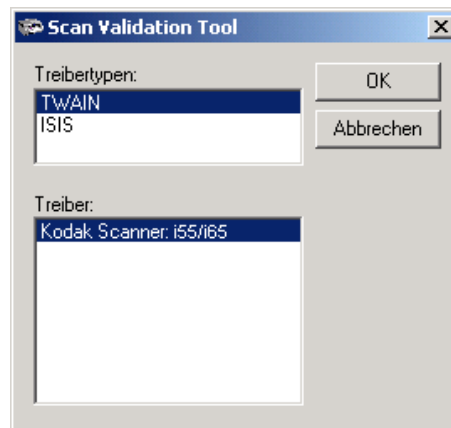 Scan Validation Tool
Treibertypen:
TWAIN
ISIS
OK
Abbrechen
Treiber:
Kodak Scanner: i55/i65